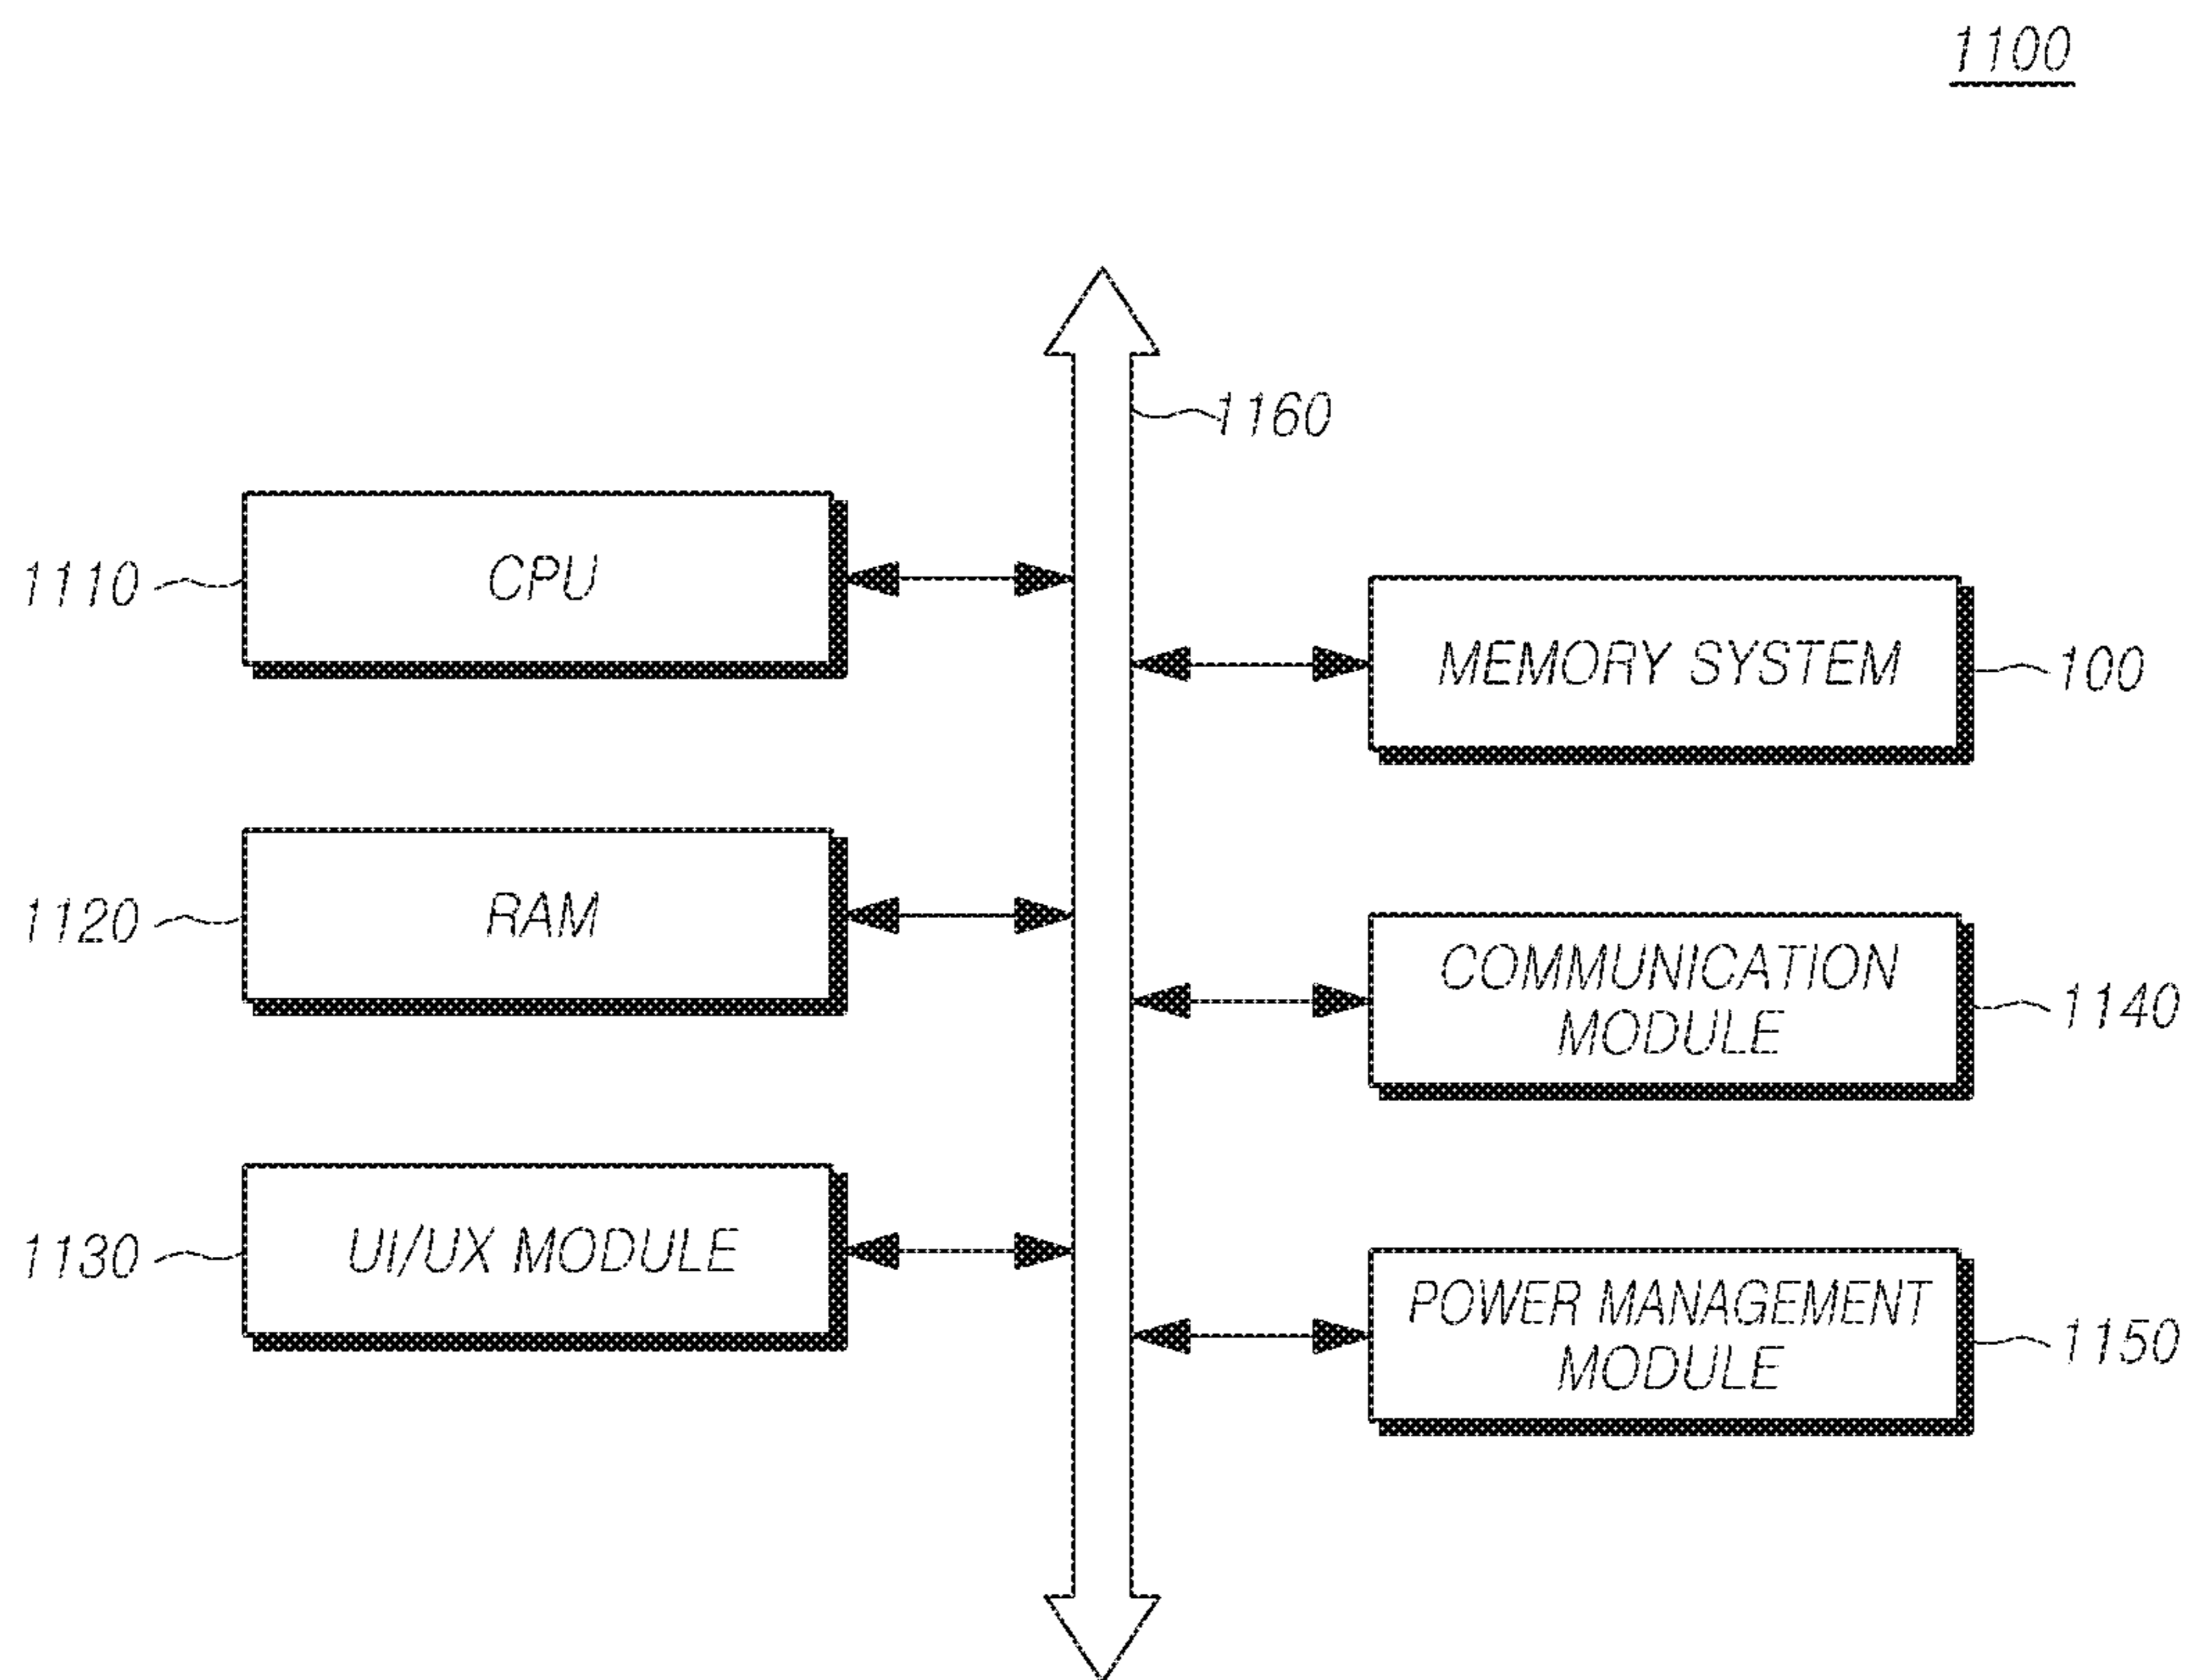 1100
1160
1110
CPU
MEMORY SYSTEM
100
1120
RAM
COMMUNICATION
MODULE
1140
1130
UI/UX MODULE
POWER MANAGEMENT
MODULE
1150